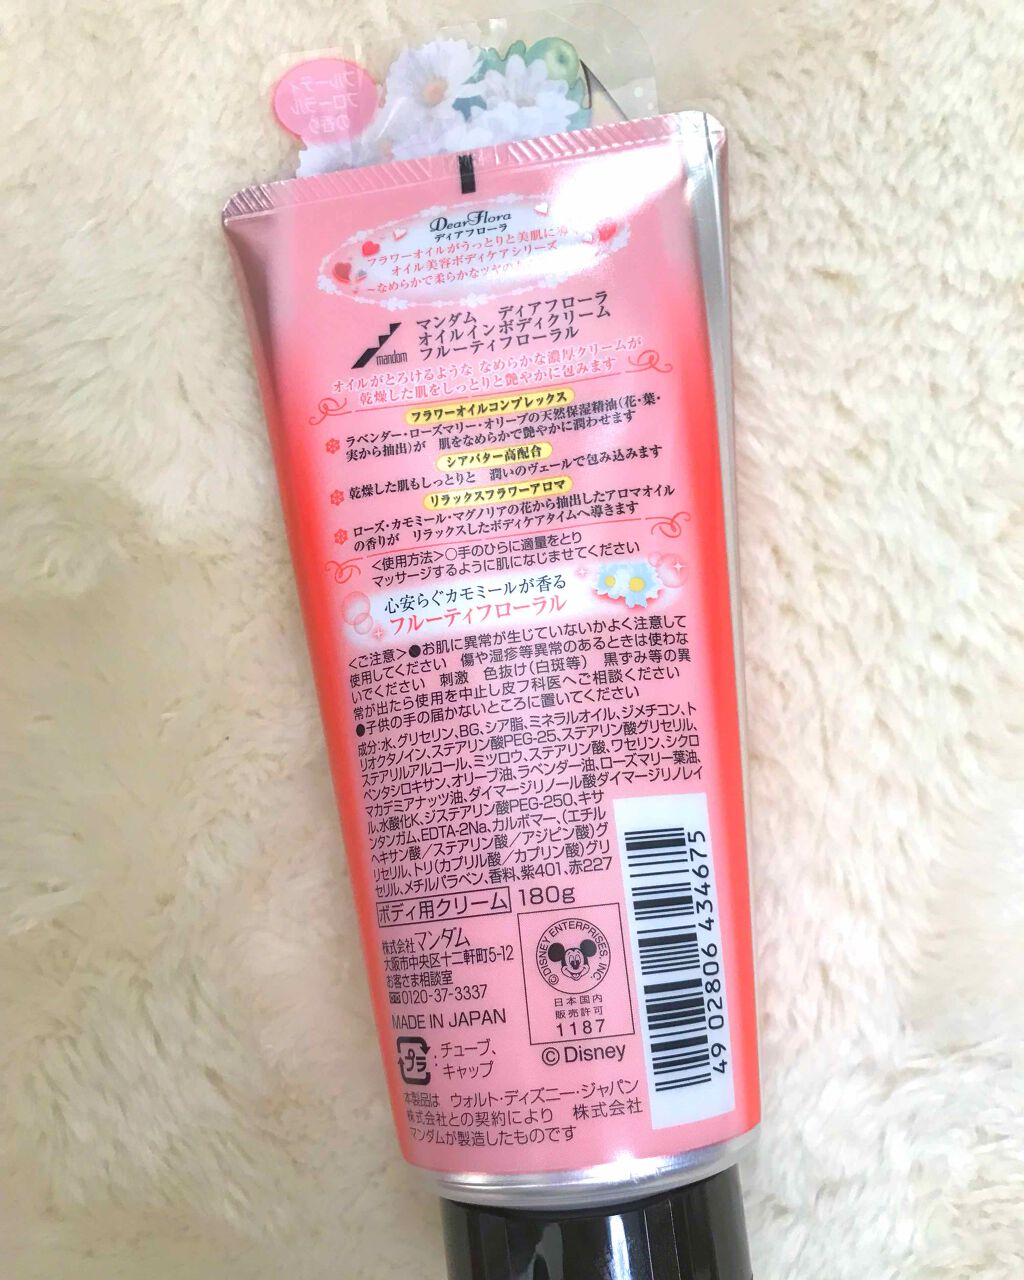 フルーティ
フローラル
の香り
Dear Flora
ディアフローラ
フラワーオイルがうっとりと美肌に
オイル美容ボディケアシリーズ
～なめらかで柔らかなツヤの
mandom
マンダム ディアフローラ
オイルインボディクリーム
フルーティフローラル
オイルがとろけるような なめらかな濃厚クリームが
乾燥した肌をしっとりと艶やかに包みます
フラワーオイルコンプレックス
ラベンダー・ローズマリー・オリーブの天然保湿精油(花・葉・
実から抽出)が 肌をなめらかで艶やかに潤わせます
シアバター高配合
乾燥した肌もしっとりと 潤いのヴェールで包み込みます
リラックスフラワーアロマ
ローズ・カモミール・マグノリアの花から抽出したアロマオイル
の香りが リラックスしたボディケアタイムへ導きます
<使用方法>○手のひらに適量をとり
マッサージするように肌になじませてください
心安らぐカモミールが香る
フルーティフローラル
<ご注意>●お肌に異常が生じていないかよく注意して
使用してください 傷や湿疹等異常のあるときは使わな
いでください 刺激 色抜け(白斑等) 黒ずみ等の異
常が出たら使用を中止し皮フ科医へご相談ください
●子供の手の届かないところに置いてください
成分:水、グリセリン、BG、シア脂、ミネラルオイル、ジメチコン、ト
リオクタノイン、ステアリン酸PEG-25、ステアリン酸グリセリル、
ステアリルアルコール、ミツロウ、ステアリン酸、ワセリン、シクロ
ペンタシロキサン、オリーブ油、ラベンダー油、ローズマリー葉油、
マカデミアナッツ油、ダイマージリノール酸ダイマージリノレイ
ル、水酸化K、ジステアリン酸PEG-250、キサ
ンタンガム、EDTA-2Na、カルボマー、(エチル
ヘキサン酸/ステアリン酸/アジピン酸)グ
リセリル、トリ(カプリル酸/カプリン酸)グリ
セリル、メチルパラベン、香料、紫401、赤227
ボディ用クリーム 180g
株式会社マンダム
大阪市中央区十二軒町5-12
お客さま相談室
0120-37-3337
MADE IN JAPAN
プラ
:チューブ、
キャップ
©DISNEY ENTERPRISES, INC.
日本国内
販売許可
1187
©Disney
本製品は ウォルト・ディズニー・ジャパン
株式会社との契約により 株式会社
マンダムが製造したものです
4902806 434675